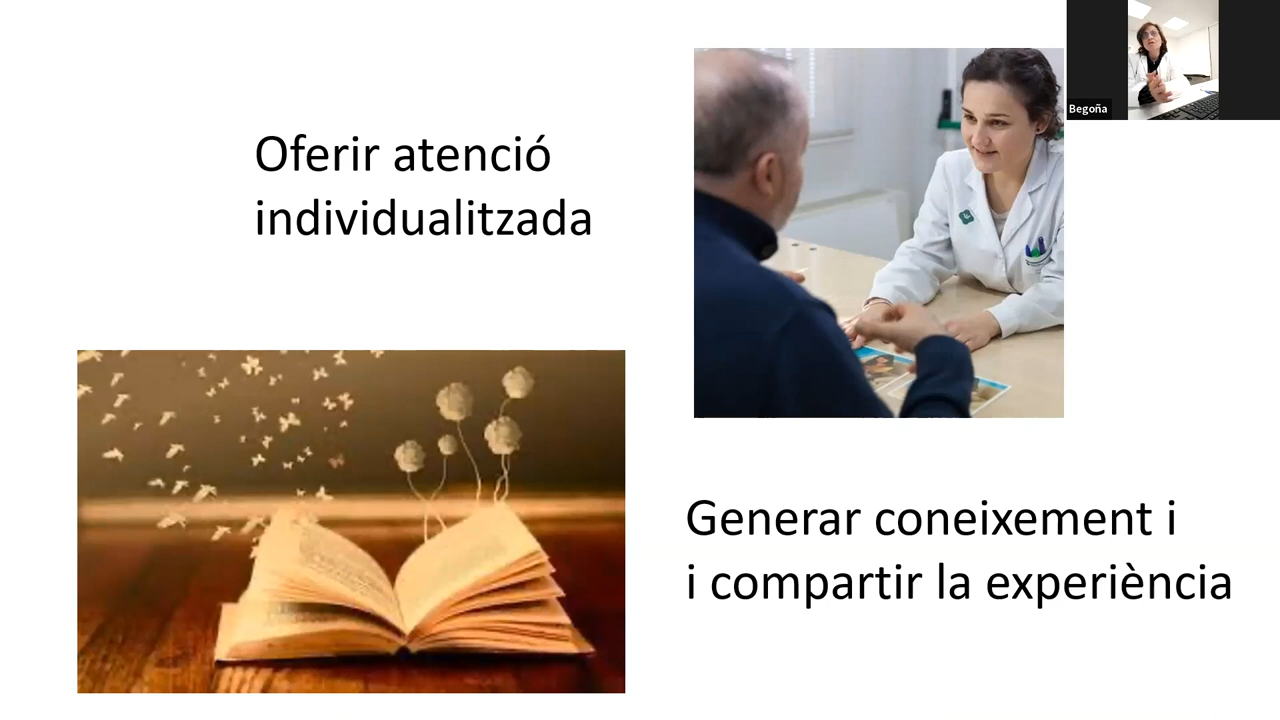 Begoña
Oferir atenció
individualitzada
Generar coneixement i
i compartir la experiència